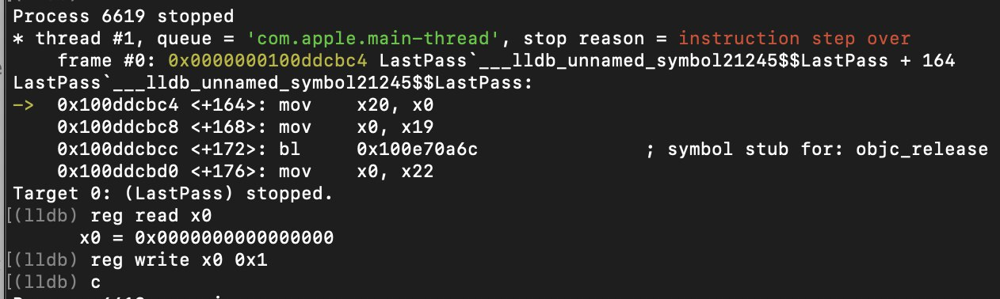 Process 6619 stopped
* thread #1, queue = 'com.apple.main-thread', stop reason = instruction step over
    frame #0: 0x0000000100ddcbc4 LastPass`___lldb_unnamed_symbol21245$$LastPass + 164
LastPass`___lldb_unnamed_symbol21245$$LastPass:
->  0x100ddcbc4 <+164>: mov    x20, x0
    0x100ddcbc8 <+168>: mov    x0, x19
    0x100ddcbcc <+172>: bl     0x100e70a6c               ; symbol stub for: objc_release
    0x100ddcbd0 <+176>: mov    x0, x22
Target 0: (LastPass) stopped.
[(lldb) reg read x0
      x0 = 0x0000000000000000
[(lldb) reg write x0 0x1
[(lldb) c